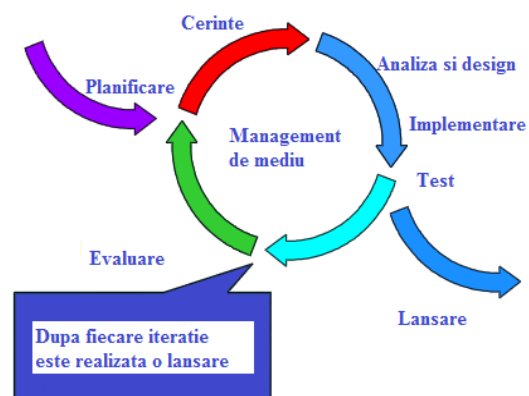 Cerinte
Planificare
Analiza si design
Implementare
Management
de mediu
Test
Evaluare
Lansare
Dupa fiecare iteratie
este realizata o lansare